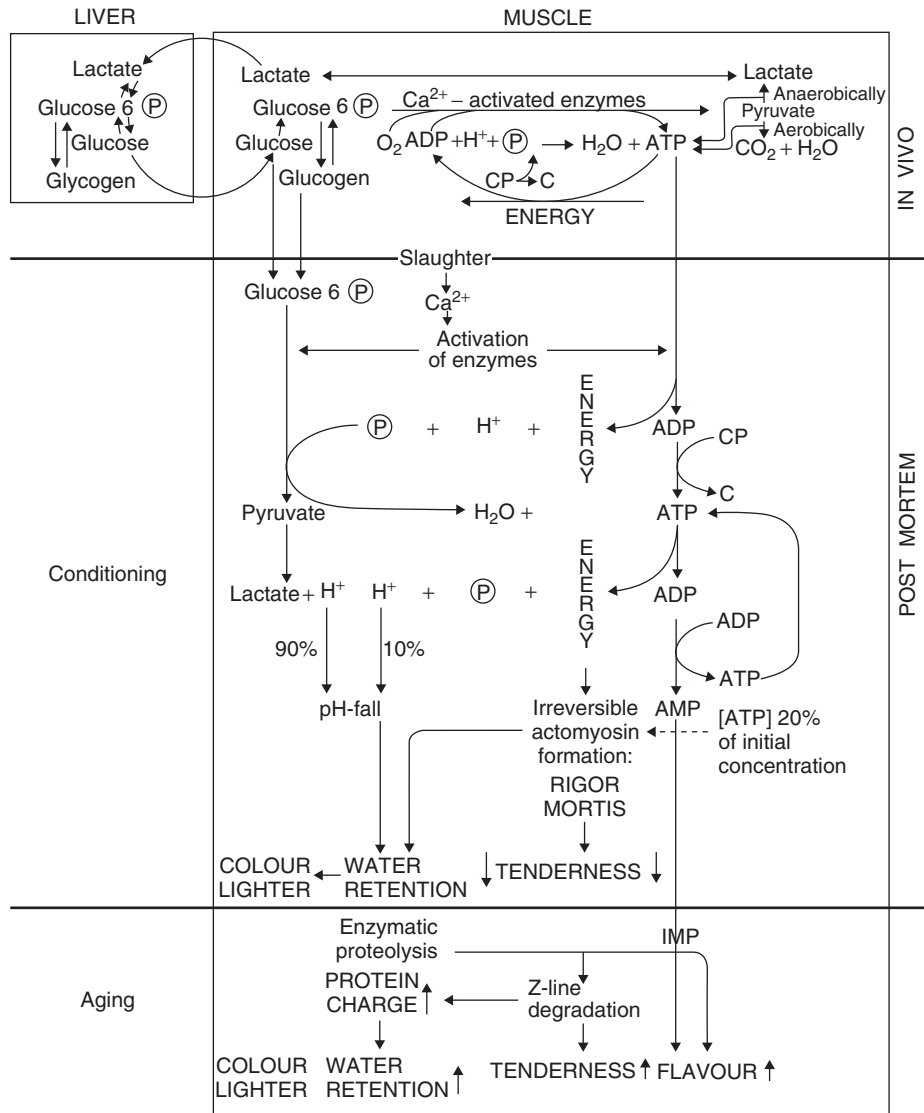 LIVER
MUSCLE
Lactate
Glucose 6 Ⓟ
Glucose
Glycogen
Lactate
Glucose 6 Ⓟ
Glucose
Glucogen
Ca²⁺ – activated enzymes
O₂ ADP + H⁺ + Ⓟ → H₂O + ATP
CP → C
ENERGY
Lactate
Anaerobically
Pyruvate
Aerobically
CO₂ + H₂O
IN VIVO
Slaughter
Glucose 6 Ⓟ
Ca²⁺
Activation
of enzymes
Ⓟ + H⁺ + ENERGY
ADP
CP
C
Pyruvate
H₂O +
ATP
Conditioning
POST MORTEM
Lactate + H⁺
H⁺ + Ⓟ + ENERGY
ADP
90%
10%
ADP
ATP
pH-fall
Irreversible
actomyosin
formation:
RIGOR
MORTIS
AMP
[ATP] 20%
of initial
concentration
COLOUR
LIGHTER
WATER
RETENTION ↓
TENDERNESS ↓
Aging
Enzymatic
proteolysis
IMP
PROTEIN
CHARGE ↑
Z-line
degradation
COLOUR
LIGHTER
WATER
RETENTION ↑
TENDERNESS ↑
FLAVOUR ↑